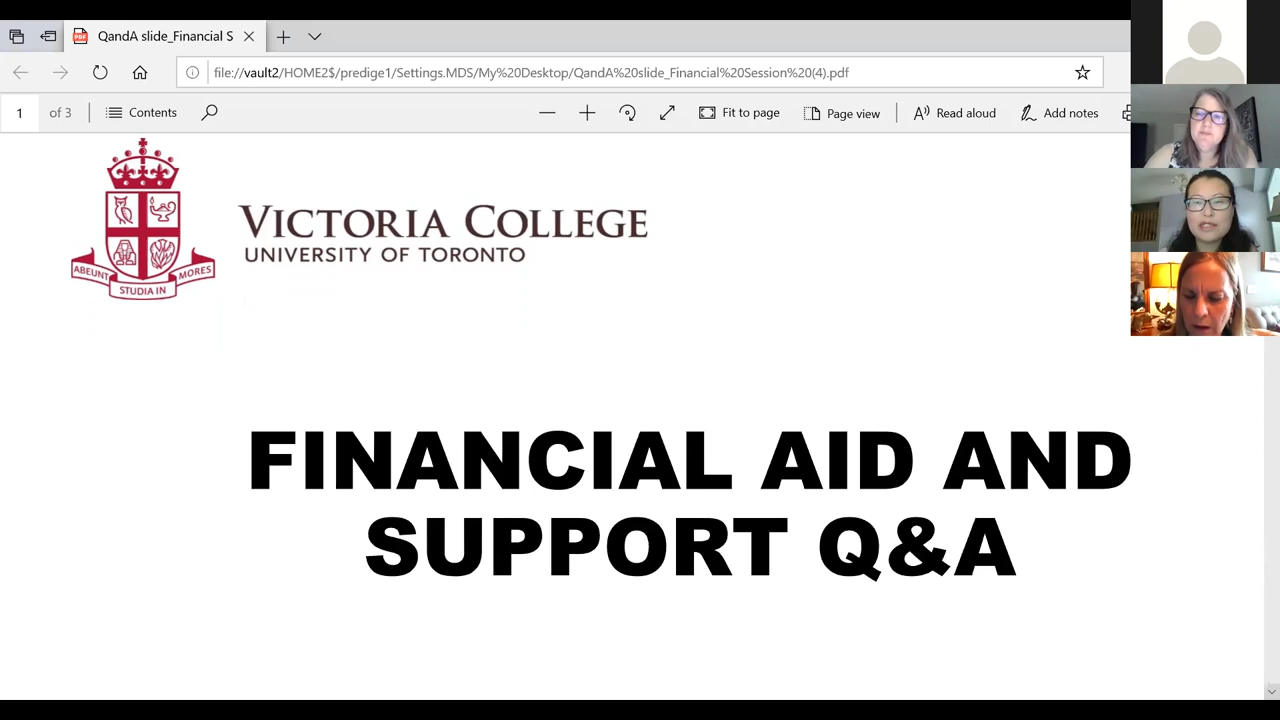 QandA slide_Financial S
file://vault2/HOME2$/predige1/Settings.MDS/My%20Desktop/QandA%20slide_Financial%20Session%20(4).pdf
1 of 3 Contents Fit to page Page view Read aloud Add notes
ABEUNT STUDIA IN MORES
VICTORIA COLLEGE
UNIVERSITY OF TORONTO
FINANCIAL AID AND
SUPPORT Q&A